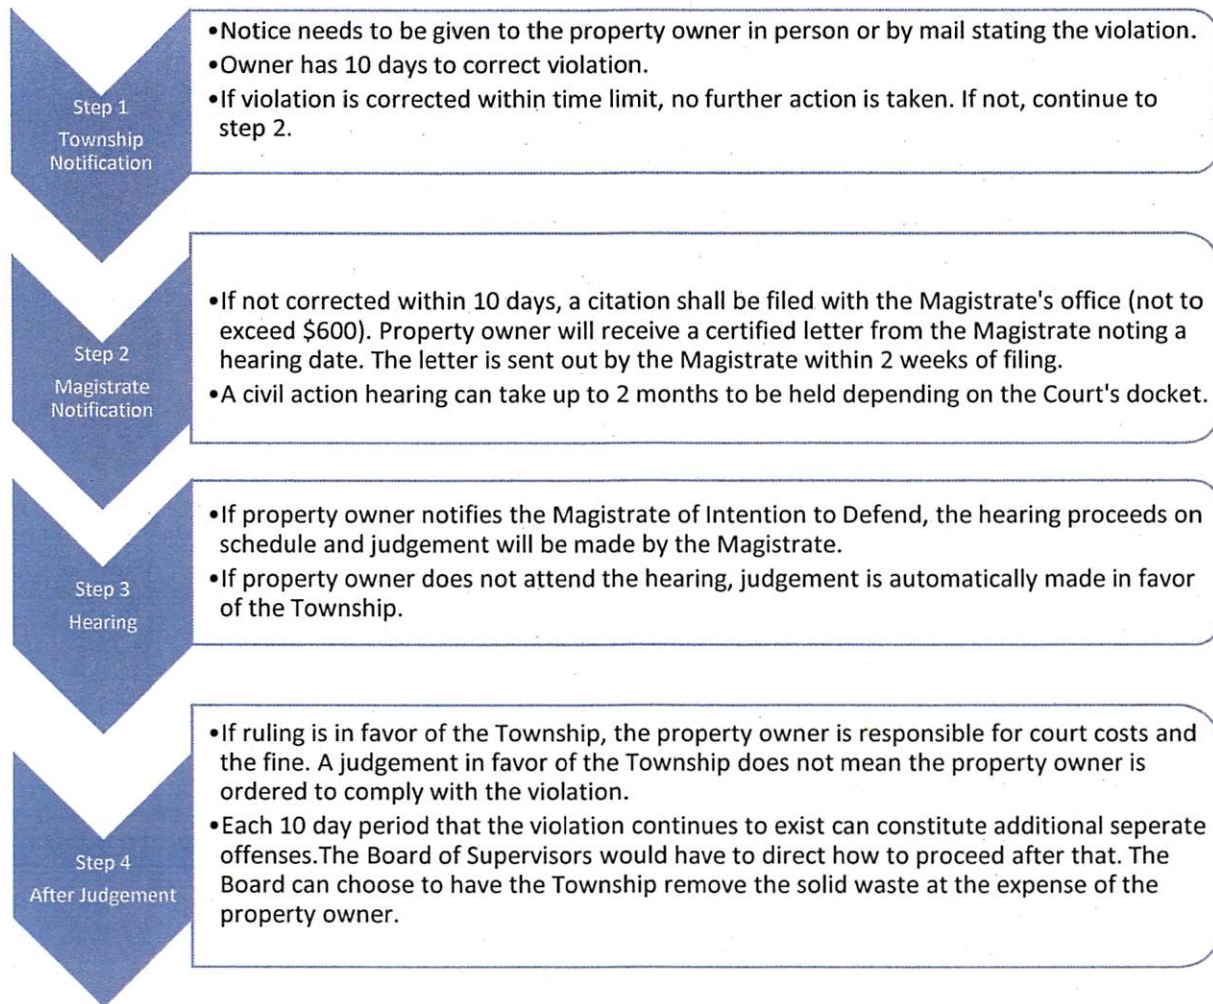 Step 1
Township
Notification
•Notice needs to be given to the property owner in person or by mail stating the violation.
•Owner has 10 days to correct violation.
•If violation is corrected within time limit, no further action is taken. If not, continue to
step 2.
Step 2
Magistrate
Notification
•If not corrected within 10 days, a citation shall be filed with the Magistrate's office (not to
exceed $600). Property owner will receive a certified letter from the Magistrate noting a
hearing date. The letter is sent out by the Magistrate within 2 weeks of filing.
•A civil action hearing can take up to 2 months to be held depending on the Court's docket.
Step 3
Hearing
•If property owner notifies the Magistrate of Intention to Defend, the hearing proceeds on
schedule and judgement will be made by the Magistrate.
•If property owner does not attend the hearing, judgement is automatically made in favor
of the Township.
Step 4
After Judgement
•If ruling is in favor of the Township, the property owner is responsible for court costs and
the fine. A judgement in favor of the Township does not mean the property owner is
ordered to comply with the violation.
•Each 10 day period that the violation continues to exist can constitute additional seperate
offenses.The Board of Supervisors would have to direct how to proceed after that. The
Board can choose to have the Township remove the solid waste at the expense of the
property owner.